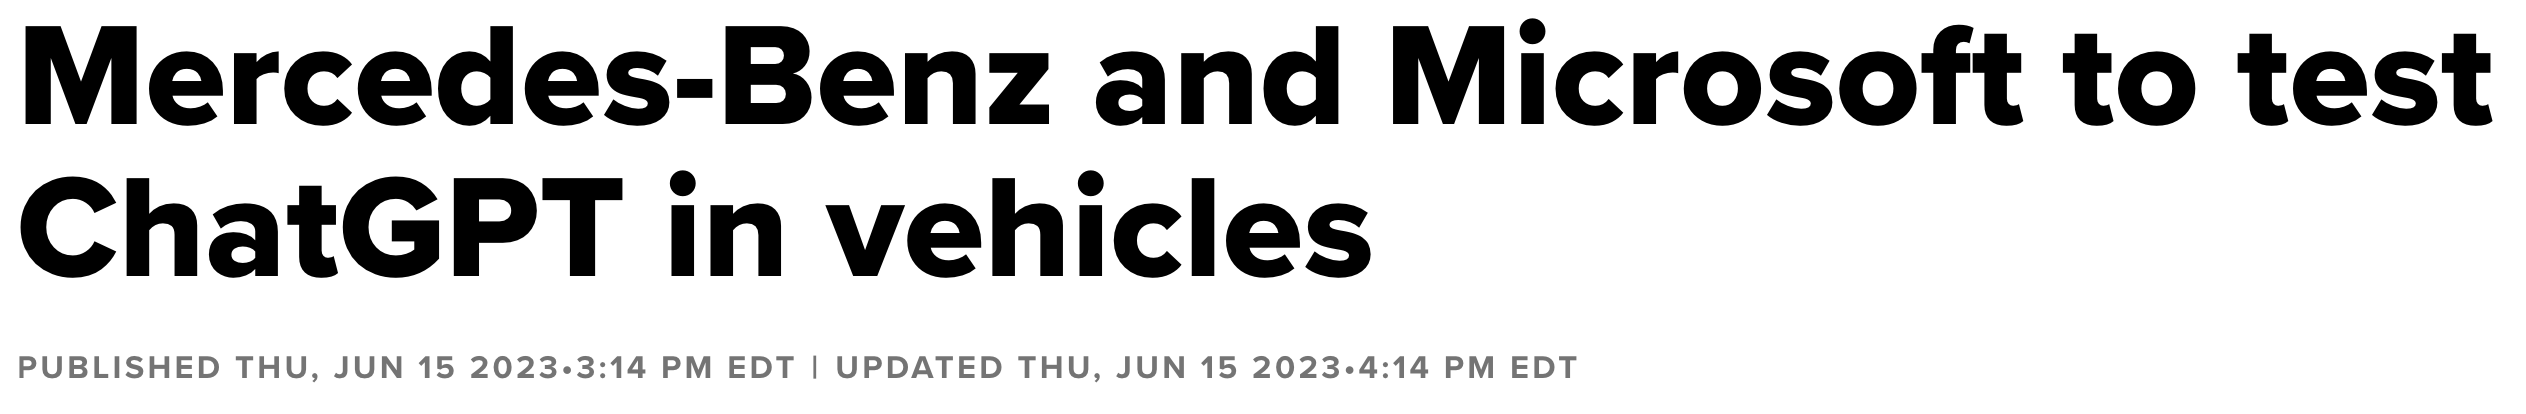 Mercedes-Benz and Microsoft to test
ChatGPT in vehicles
PUBLISHED THU, JUN 15 2023•3:14 PM EDT | UPDATED THU, JUN 15 2023•4:14 PM EDT